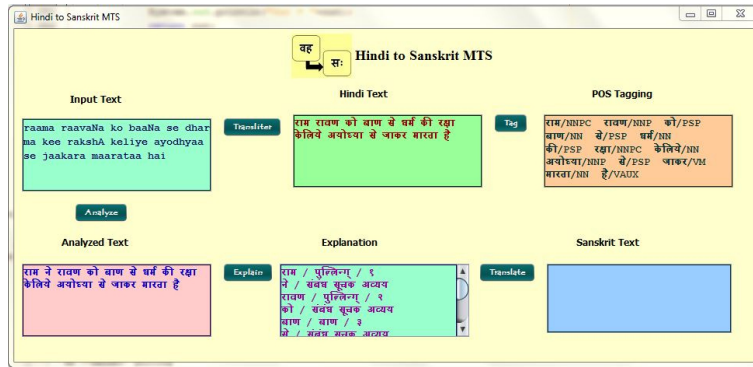 Hindi to Sanskrit MTS
वह
सः
Hindi to Sanskrit MTS
Input Text
raama raavaNa ko baaNa se dhar
ma kee rakshA keliye ayodhyaa
se jaakara maarataa hai
Transliter
Hindi Text
राम रावण को बाण से धर्म की रक्षा
केलिये अयोध्या से जाकर मारता है
Tag
POS Tagging
राम/NNPC रावण/NNP को/PSP
बाण/NN से/PSP धर्म/NN
की/PSP रक्षा/NNPC केलिये/NN
अयोध्या/NNP से/PSP जाकर/VM
मारता/NN है/VAUX
Analyze
Analyzed Text
राम ने रावण को बाण से धर्म की रक्षा
केलिये अयोध्या से जाकर मारता है
Explain
Explanation
राम / पुल्लिन्ग् / १
ने / संबंध सूचक अव्यय
रावण / पुल्लिन्ग् / २
को / संबंध सूचक अव्यय
बाण / बाण / ३
से / संबंध सूचक अव्यय
Translate
Sanskrit Text